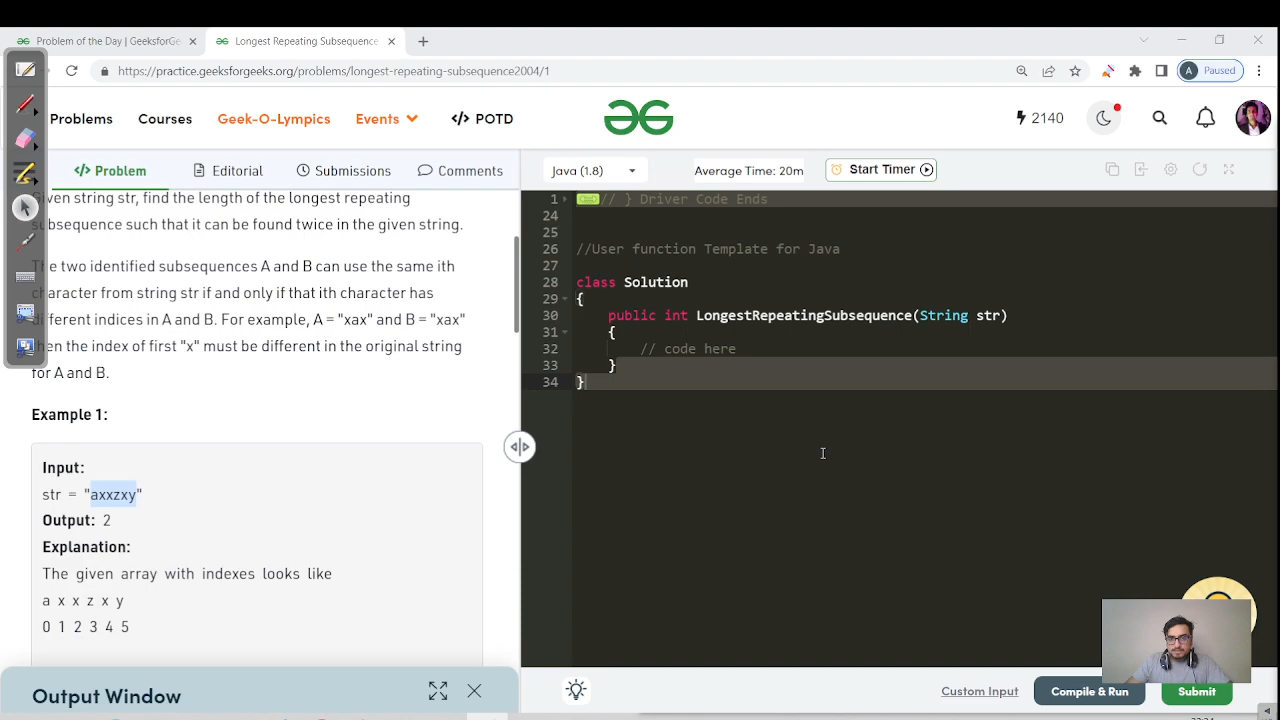 Problem of the Day | GeeksforGe
Longest Repeating Subsequence
https://practice.geeksforgeeks.org/problems/longest-repeating-subsequence2004/1
A Paused
Problems
Courses
Geek-O-Lympics
Events
</> POTD
2140
</> Problem
Editorial
Submissions
Comments
Java (1.8)
Average Time: 20m
Start Timer
Given string str, find the length of the longest repeating
subsequence such that it can be found twice in the given string.
The two identified subsequences A and B can use the same ith
character from string str if and only if that ith character has
different indices in A and B. For example, A = "xax" and B = "xax"
then the index of first "x" must be different in the original string
for A and B.
Example 1:
Input:
str = "axxzxy"
Output: 2
Explanation:
The given array with indexes looks like
a x x z x y
0 1 2 3 4 5
Output Window
1 // } Driver Code Ends
24
25
26 //User function Template for Java
27
28 class Solution
29 {
30 public int LongestRepeatingSubsequence(String str)
31 {
32 // code here
33 }
34 }
Custom Input
Compile & Run
Submit